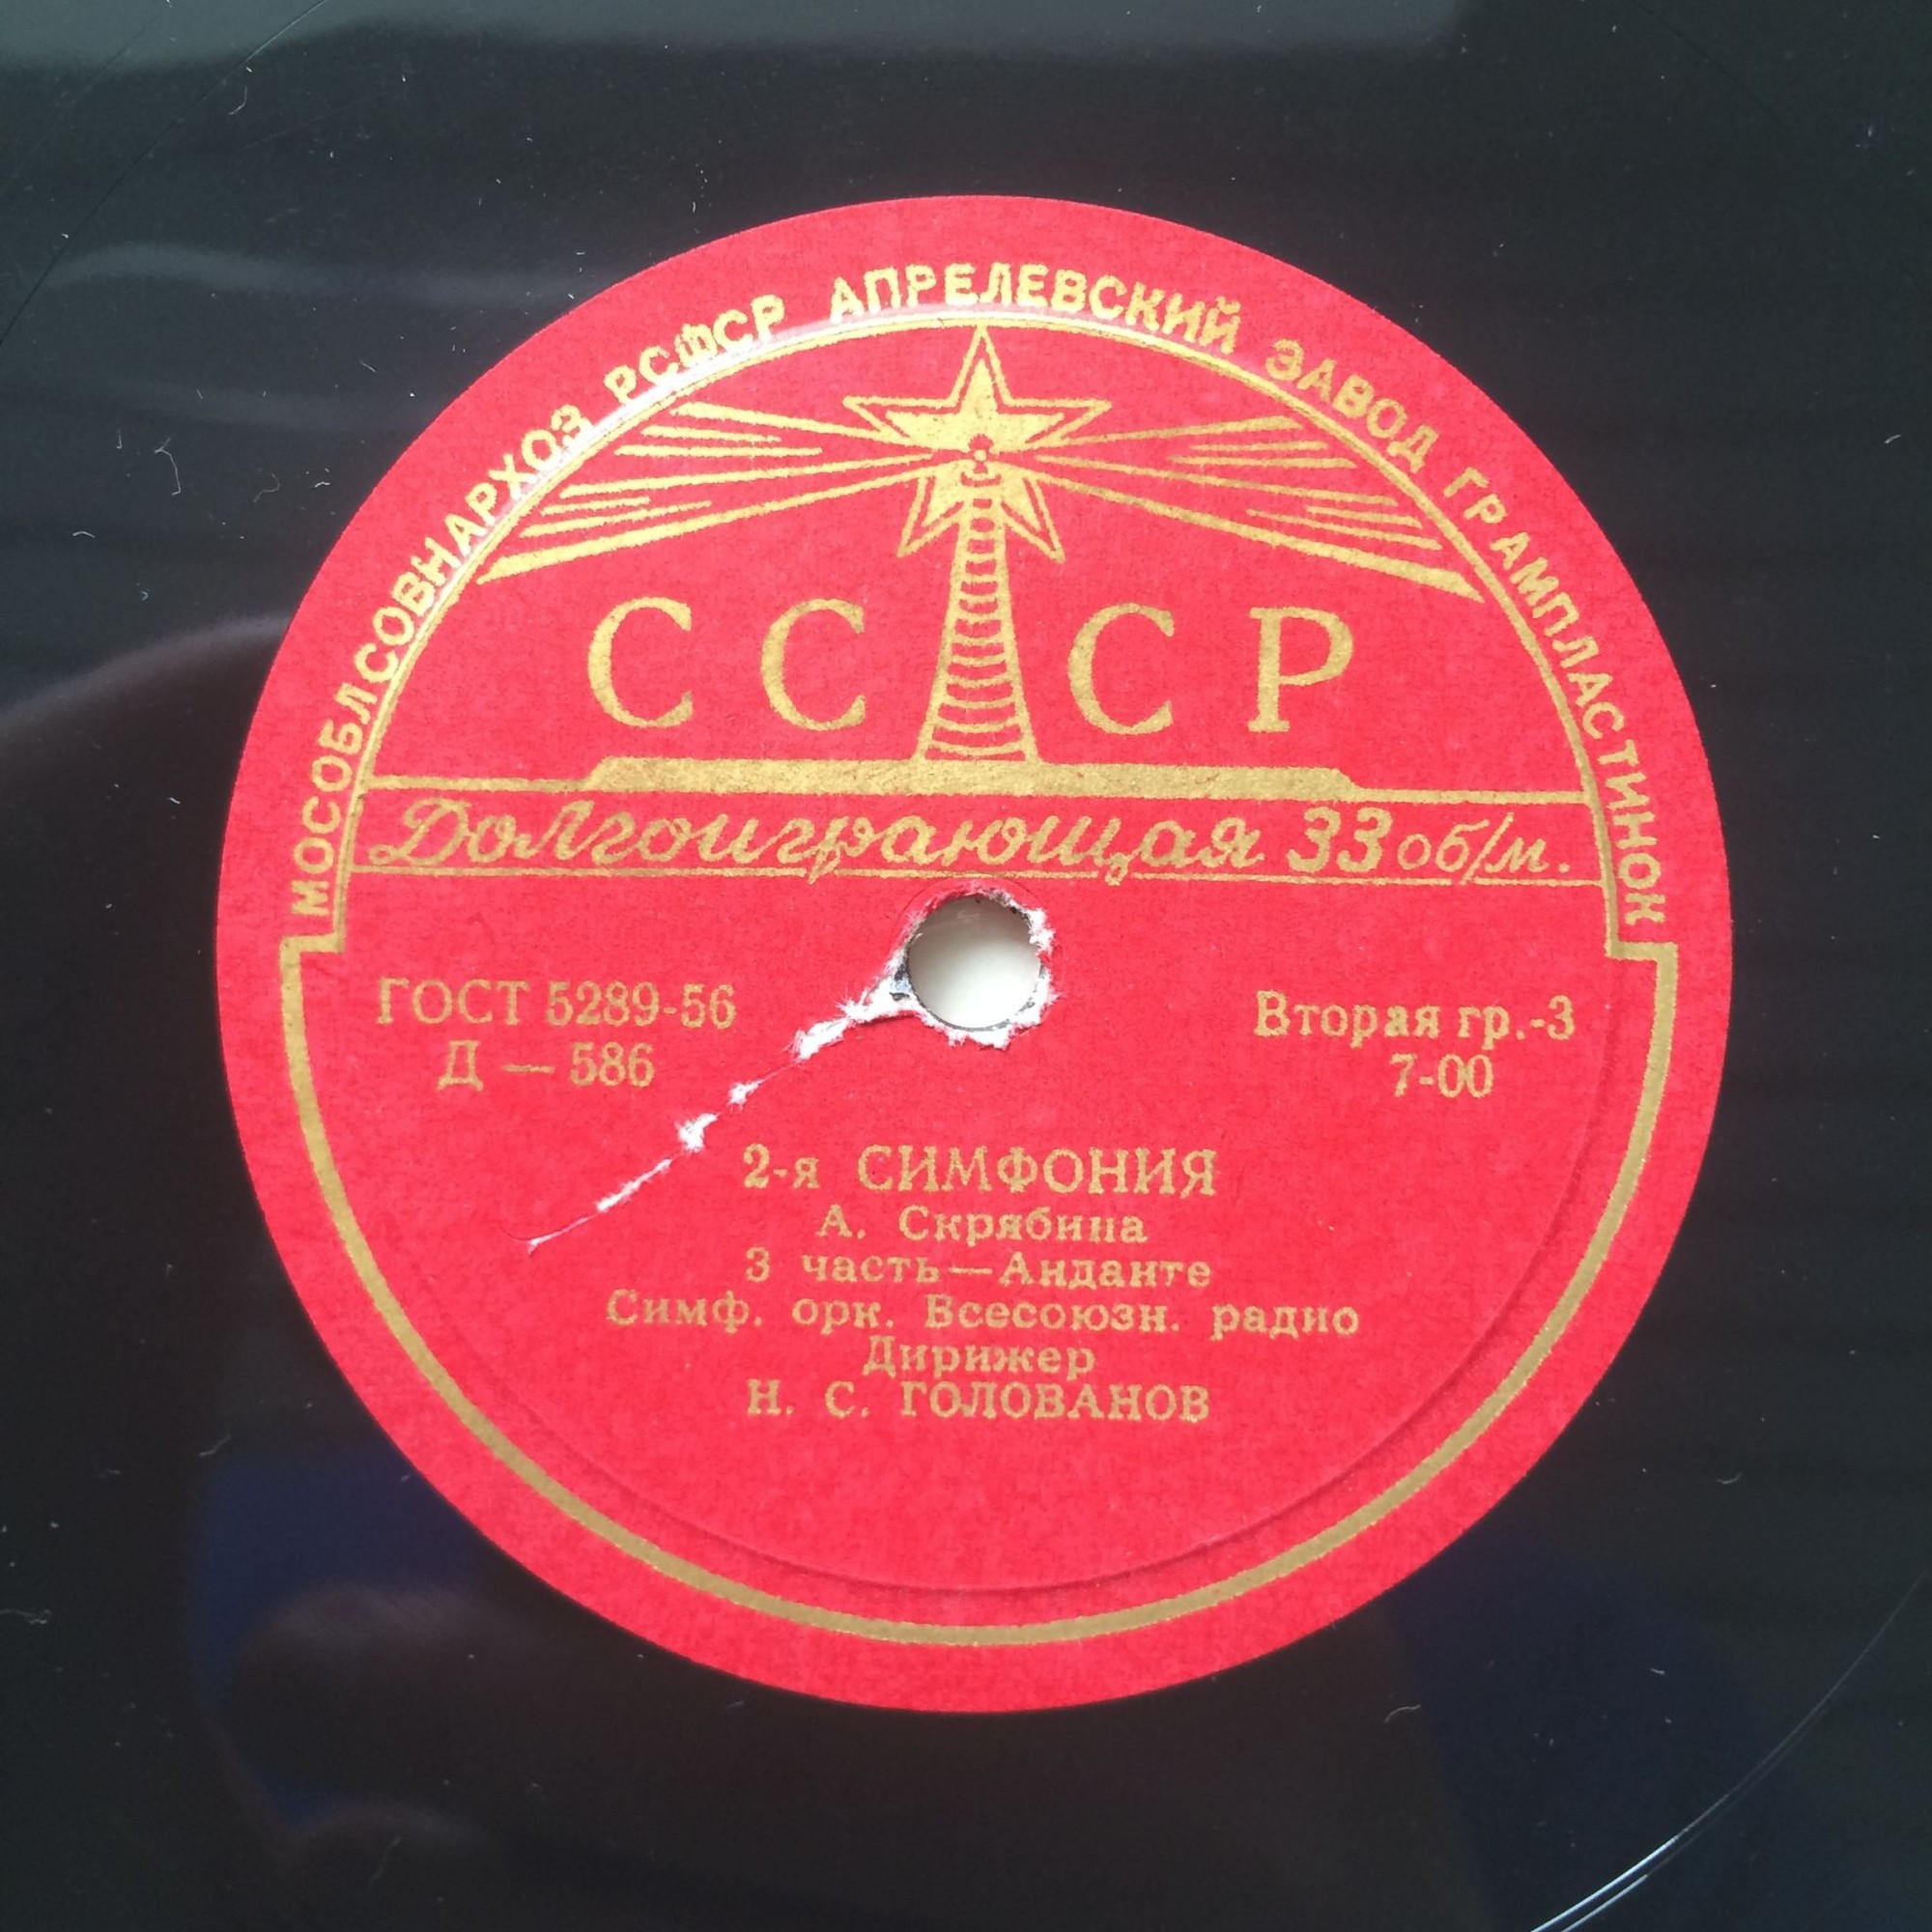 МОСОБЛСОВНАРХОЗ РСФСР АПРЕЛЕВСКИЙ ЗАВОД ГРАМПЛАСТИНОК
СССР
Долгоиграющая 33 об/м.
ГОСТ 5289-56
Д — 586
Вторая гр.-3
7-00
2-я СИМФОНИЯ
А. Скрябина
3 часть — Анданте
Симф. орк. Всесоюзн. радио
Дирижер
Н. С. ГОЛОВАНОВ